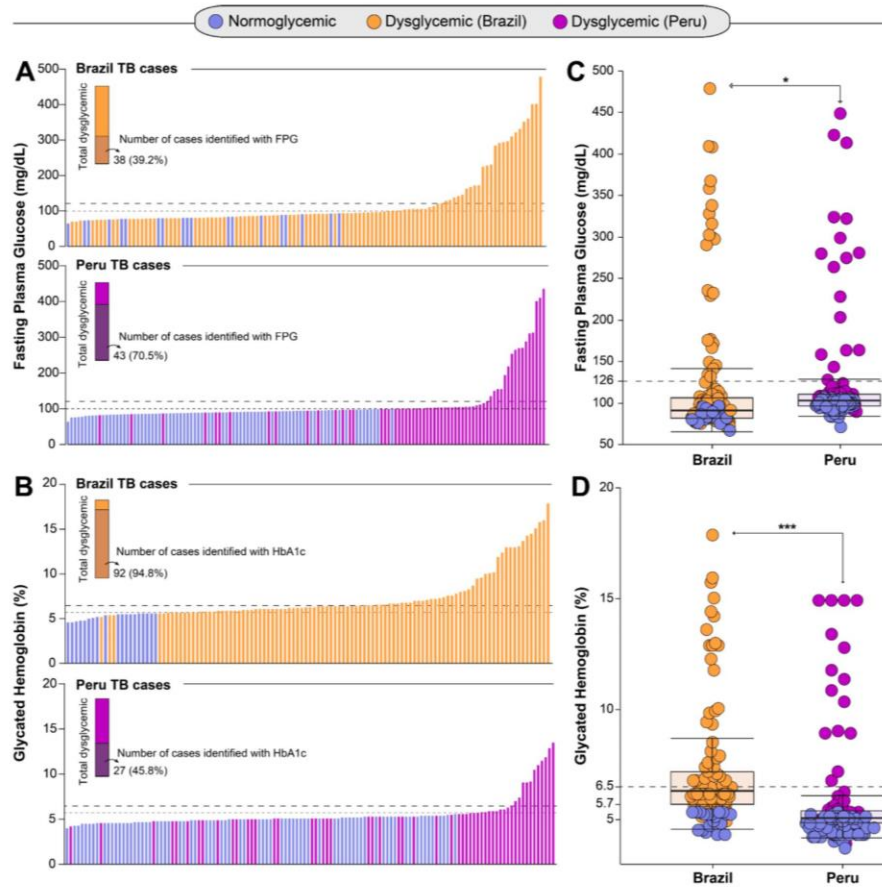 Normoglycemic Dysglycemic (Brazil) Dysglycemic (Peru)
A
Brazil TB cases
500
400
300
200
100
0
Total dysglycemic
Number of cases identified with FPG
38 (39.2%)
Peru TB cases
500
400
300
200
100
0
Total dysglycemic
Number of cases identified with FPG
43 (70.5%)
Fasting Plasma Glucose (mg/dL)
C
500
450
400
350
300
250
200
150
126
100
50
Fasting Plasma Glucose (mg/dL)
*
Brazil Peru
B
Brazil TB cases
20
15
10
5
0
Total dysglycemic
Number of cases identified with HbA1c
92 (94.8%)
Peru TB cases
20
15
10
5
0
Total dysglycemic
Number of cases identified with HbA1c
27 (45.8%)
Glycated Hemoglobin (%)
D
20
15
10
6.5
5.7
5
Glycated Hemoglobin (%)
***
Brazil Peru